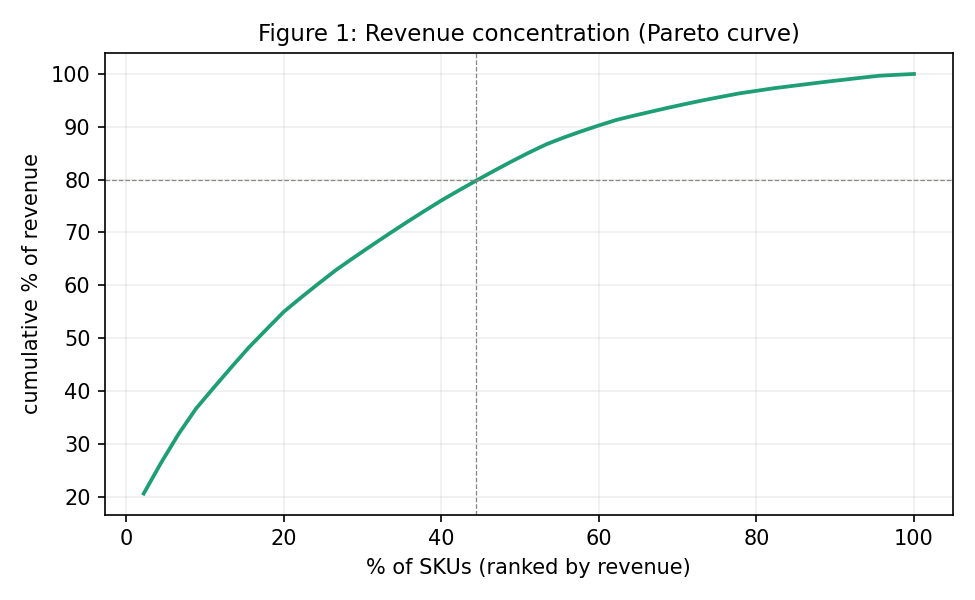 Figure 1: Revenue concentration (Pareto curve)
100
90
80
70
60
50
40
30
20
cumulative % of revenue
0 20 40 60 80 100
% of SKUs (ranked by revenue)